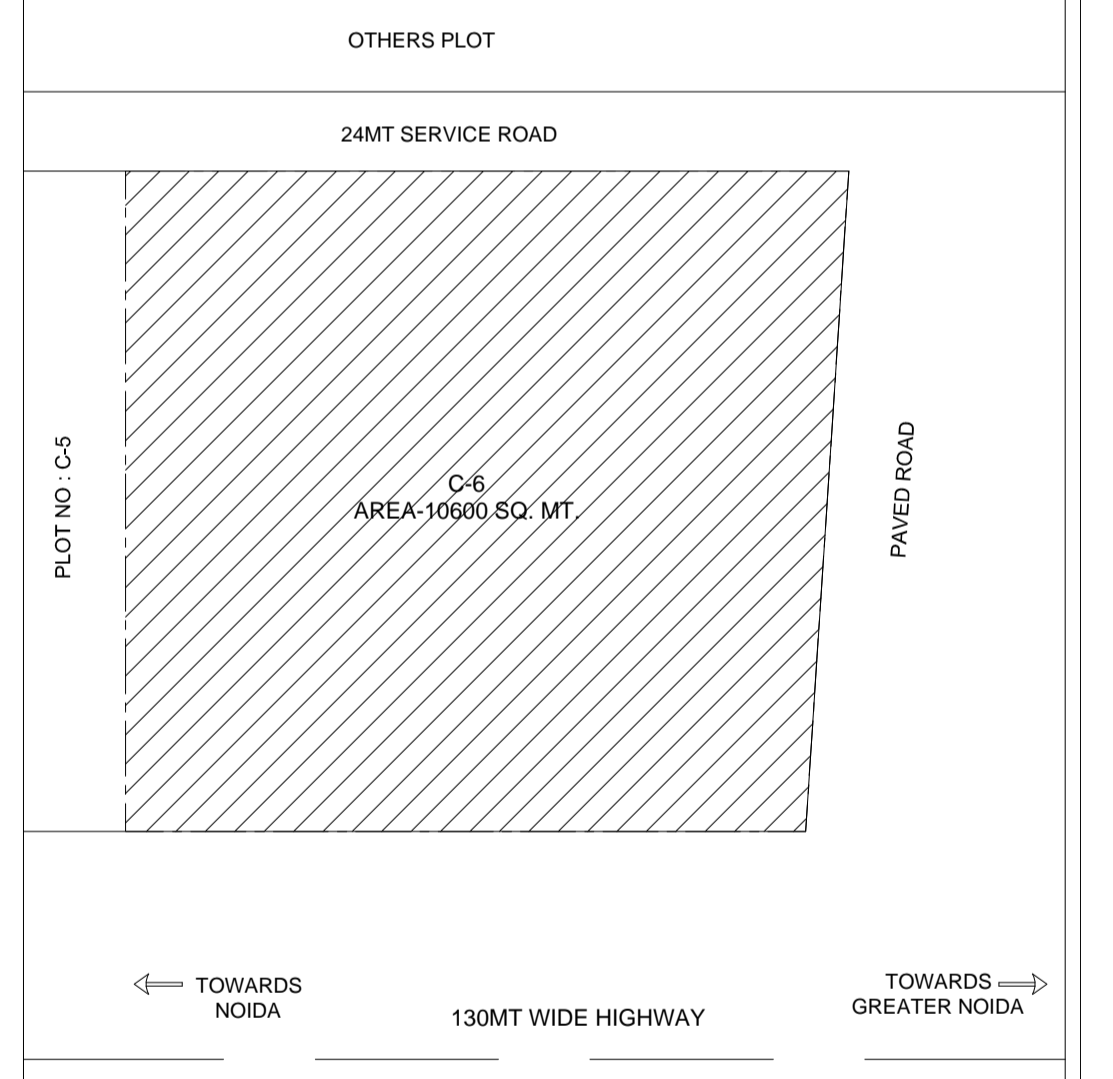 OTHERS PLOT
24MT SERVICE ROAD
PLOT NO : C-5
C-6
AREA-10600 SQ. MT.
PAVED ROAD
TOWARDS
NOIDA
130MT WIDE HIGHWAY
TOWARDS
GREATER NOIDA